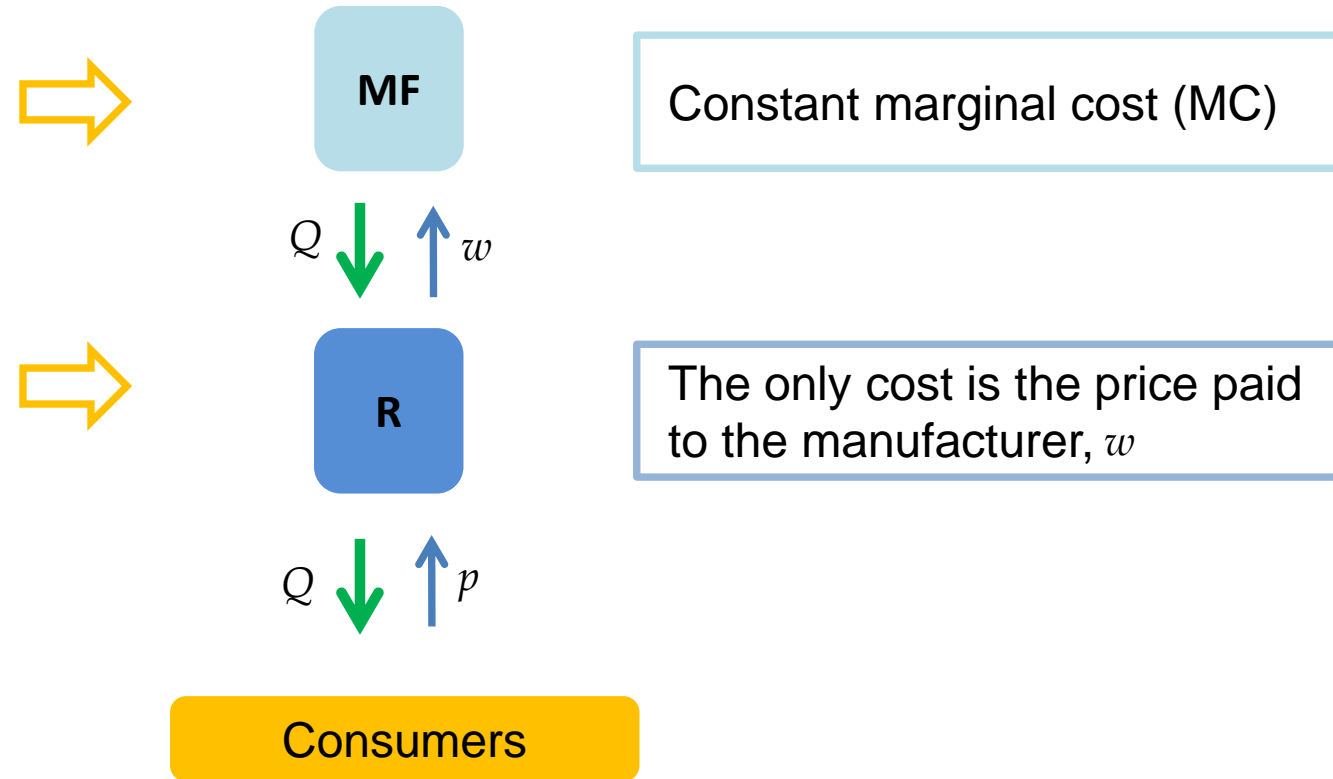 MF
Constant marginal cost (MC)
Q
w
R
The only cost is the price paid
to the manufacturer, w
Q
p
Consumers